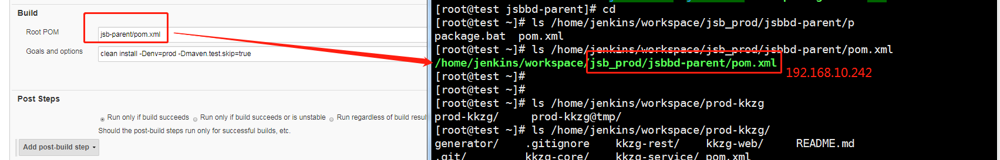 Build
Root POM
jsb-parent/pom.xml
Goals and options
clean install -Denv=prod -Dmaven.test.skip=true
Post Steps
Run only if build succeeds Run only if build succeeds or is unstable Run regardless of build result
Should the post-build steps run only for successful builds, etc.
Add post-build step
[root@test jsbbd-parent]# cd
[root@test ~]# ls /home/jenkins/workspace/jsb_prod/jsbbd-parent/p
package.bat pom.xml
[root@test ~]# ls /home/jenkins/workspace/jsb_prod/jsbbd-parent/pom.xml
/home/jenkins/workspace/jsb_prod/jsbbd-parent/pom.xml
192.168.10.242
[root@test ~]#
[root@test ~]#
[root@test ~]# ls /home/jenkins/workspace/prod-kkzg
prod-kkzg/ prod-kkzg@tmp/
[root@test ~]# ls /home/jenkins/workspace/prod-kkzg/
generator/ .gitignore kkzg-rest/ kkzg-web/ README.md
.git/ kkzg-core/ kkzg-service/ pom.xml